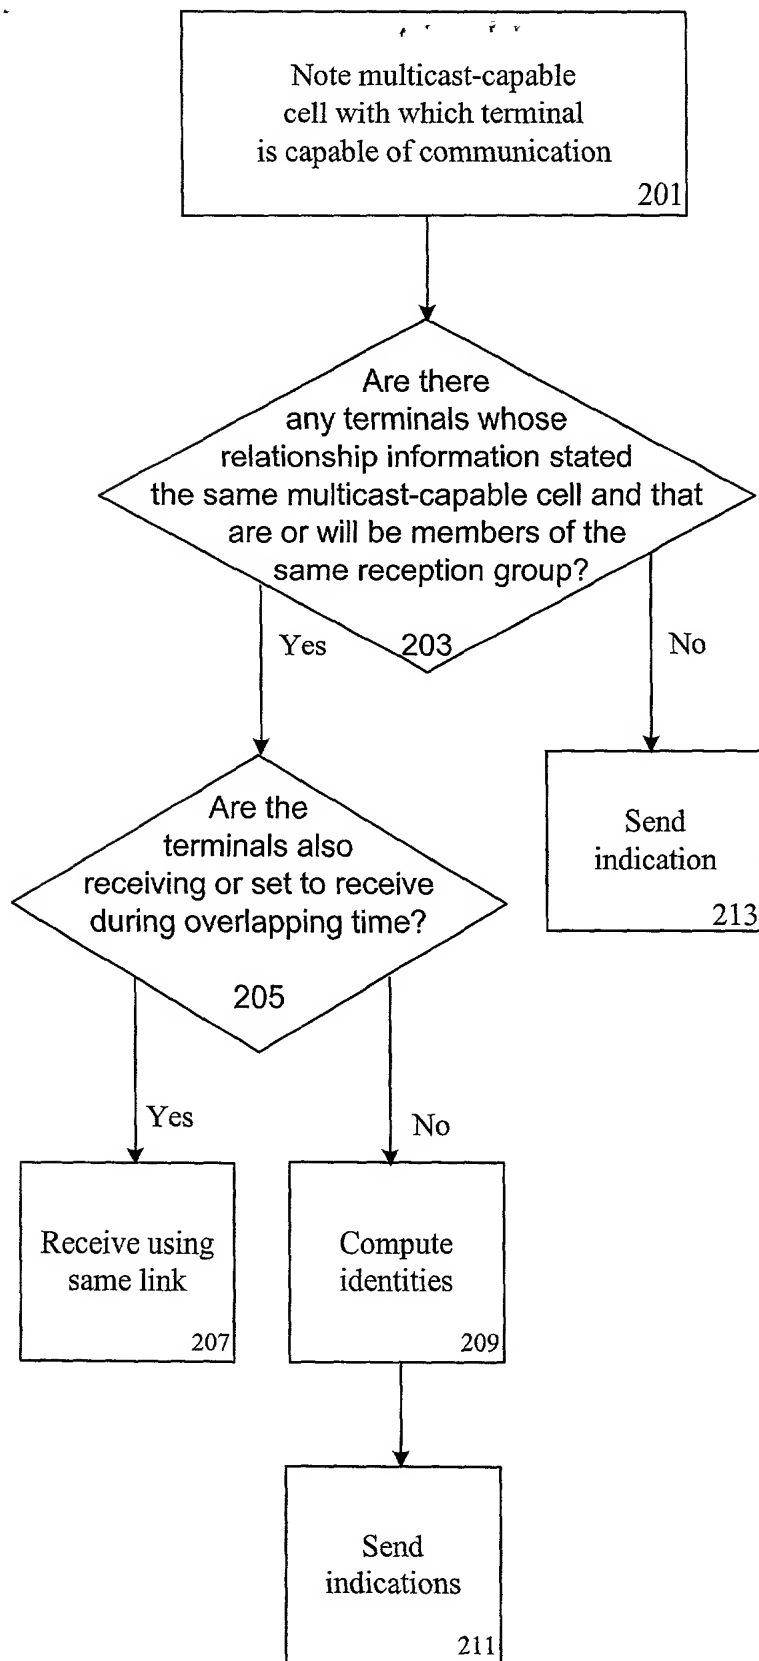 Note multicast-capable
cell with which terminal
is capable of communication
201
Are there
any terminals whose
relationship information stated
the same multicast-capable cell and that
are or will be members of the
same reception group?
203
Yes
No
Are the
terminals also
receiving or set to receive
during overlapping time?
205
Send
indication
213
Yes
No
Receive using
same link
207
Compute
identities
209
Send
indications
211